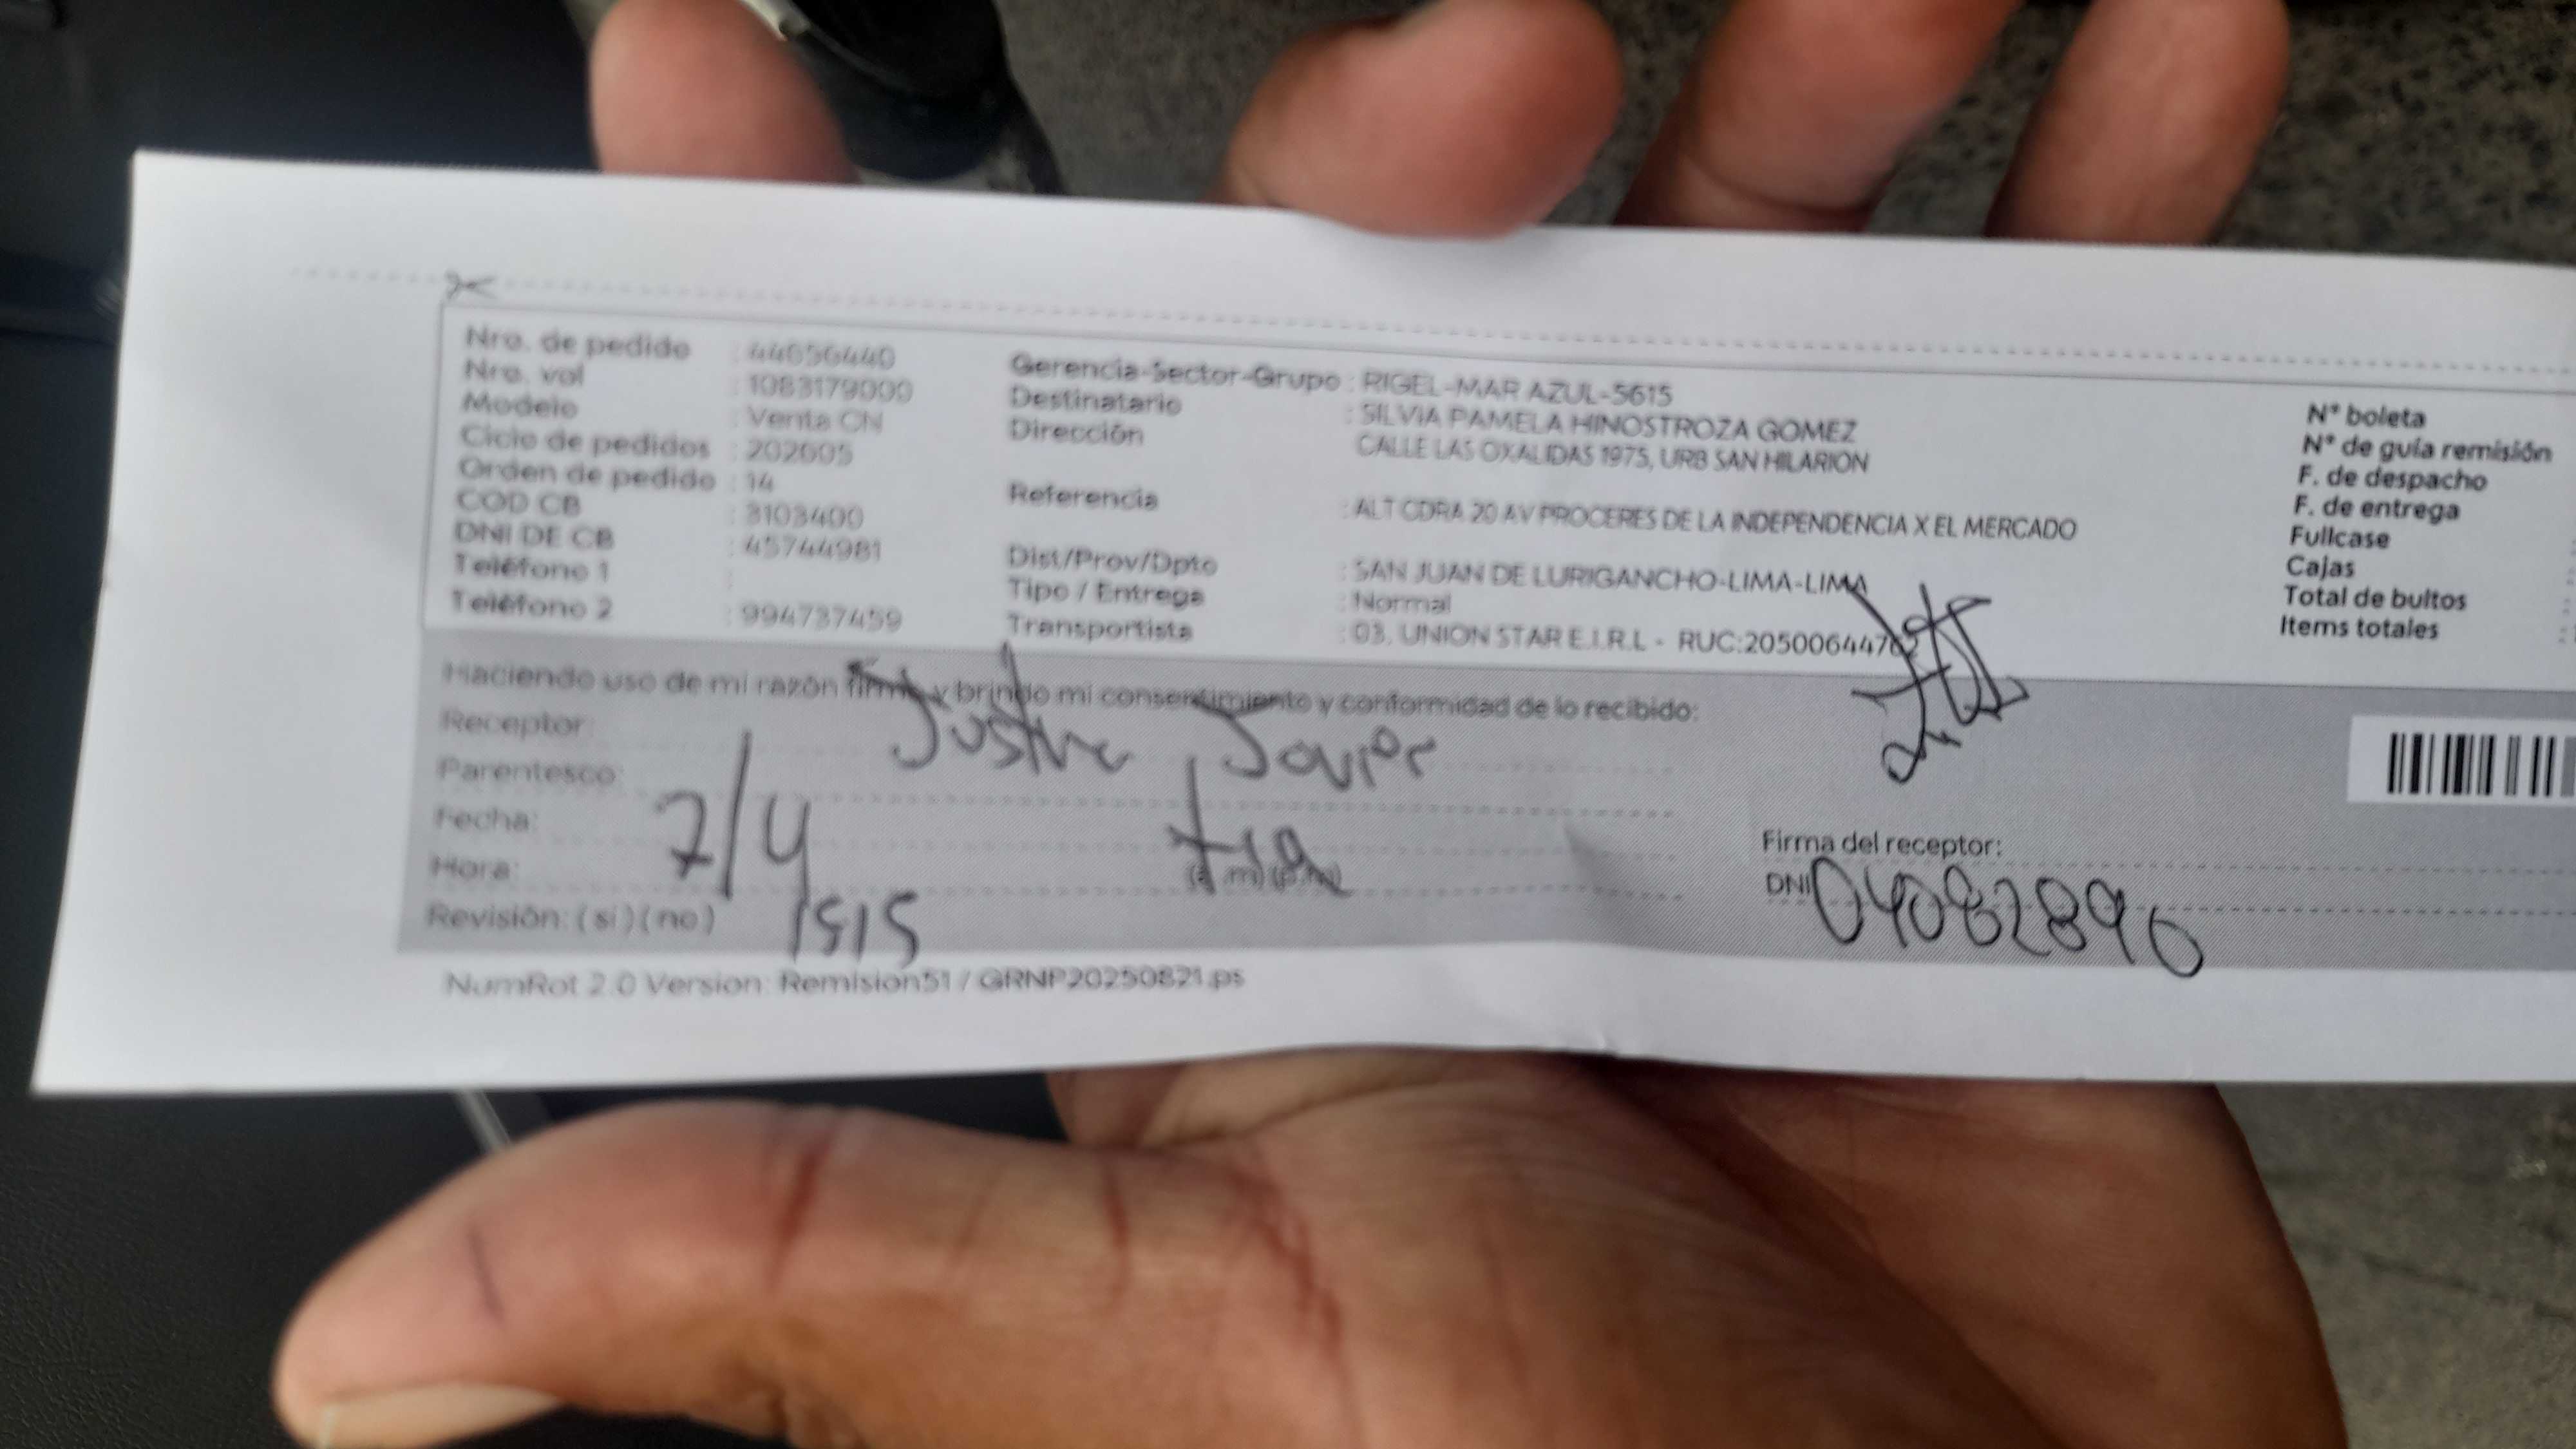 Nro. de pedido : 44656440
Nro. vol : 1083179000
Modelo : Venta CN
Ciclo de pedidos : 202605
Orden de pedido : 14
COD CB : 3103400
DNI DE CB : 45744981
Teléfono 1 :
Teléfono 2 : 994737459
Gerencia-Sector-Grupo : RIGEL-MAR AZUL-5615
Destinatario : SILVIA PAMELA HINOSTROZA GOMEZ
Dirección CALLE LAS OXALIDAS 1975, URB SAN HILARION
Referencia : ALT CDRA 20 AV PROCERES DE LA INDEPENDENCIA X EL MERCADO
Dist/Prov/Dpto : SAN JUAN DE LURIGANCHO-LIMA-LIMA
Tipo / Entrega : Normal
Transportista : 03. UNION STAR E.I.R.L - RUC:20500644762
N° boleta
N° de guía remisión
F. de despacho
F. de entrega
Fullcase
Cajas
Total de bultos
Items totales
Haciendo uso de mi razón firmo y brindo mi consentimiento y conformidad de lo recibido:
Receptor: Javier
Parentesco: tia
Fecha: 7/4
Hora: 1515 (a.m) (p.m)
Revisión: (si) (no)
Firma del receptor:
DNI 04082896
NumRot 2.0 Version: Remision51 / GRNP20250821.ps